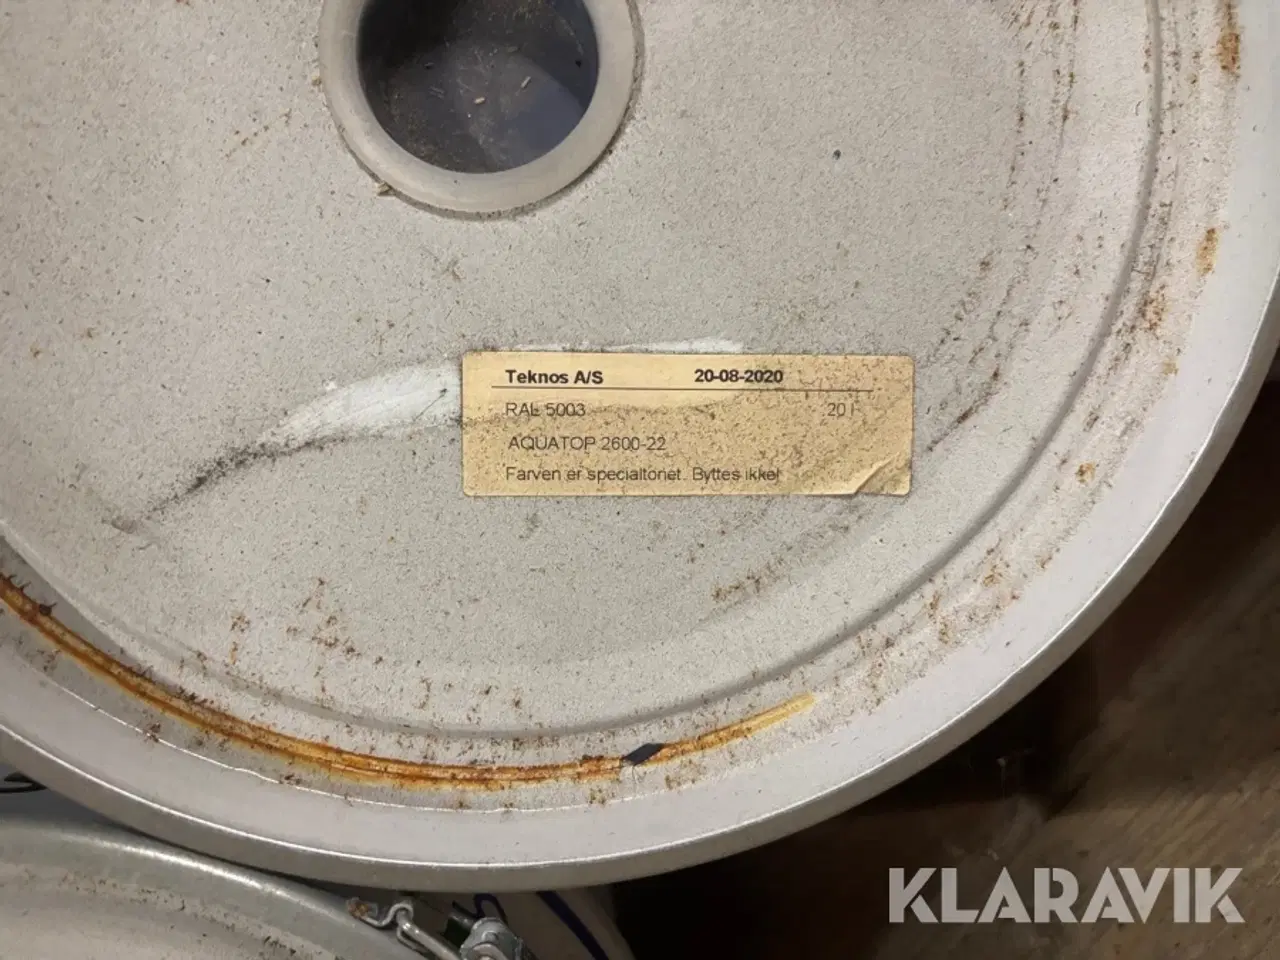 Teknos A/S 20-08-2020
RAL 5003 20 l
AQUATOP 2600-22
Farven er specialtonet. Byttes ikke!
KLARAVIK